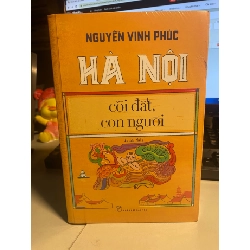 NGUYỄN VINH PHÚC
HÀ NỘI
cõi đất,
con người